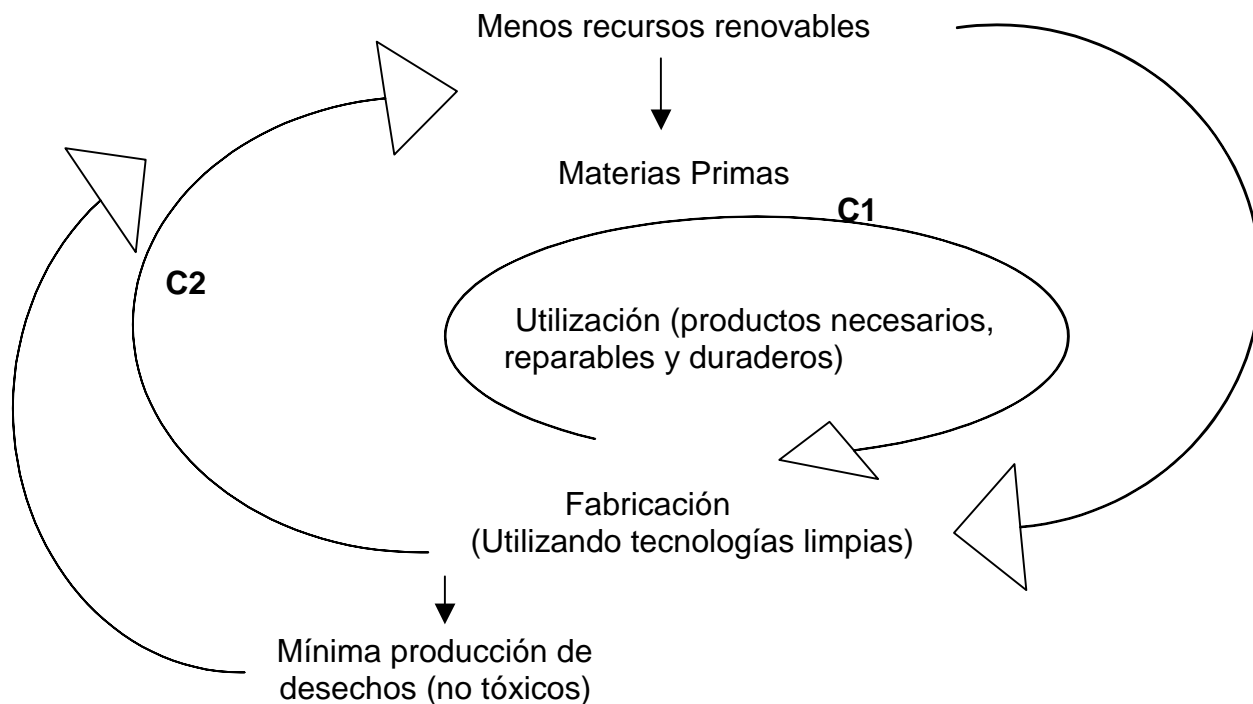 Menos recursos renovables
Materias Primas
C1
C2
Utilización (productos necesarios,
reparables y duraderos)
Fabricación
(Utilizando tecnologías limpias)
Mínima producción de
desechos (no tóxicos)